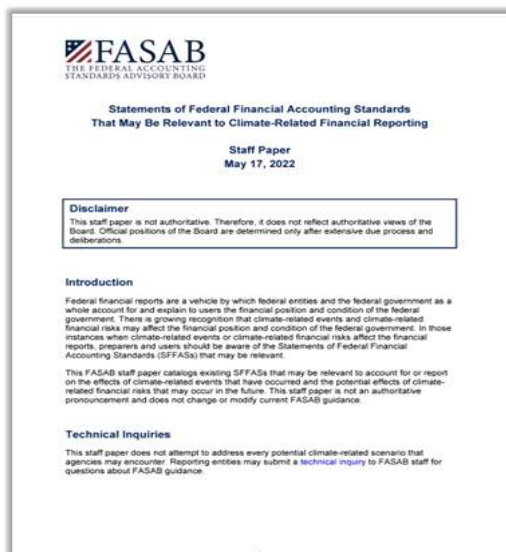 FASAB
THE FEDERAL ACCOUNTING
STANDARDS ADVISORY BOARD
Statements of Federal Financial Accounting Standards
That May Be Relevant to Climate-Related Financial Reporting
Staff Paper
May 17, 2022
Disclaimer
This staff paper is not authoritative. Therefore, it does not reflect authoritative views of the
Board. Official positions of the Board are determined only after extensive due process and
deliberations.
Introduction
Federal financial reports are a vehicle by which federal entities and the federal government as a
whole account for and explain to users the financial position and condition of the federal
government. There is growing recognition that climate-related events and climate-related
financial risks may affect the financial position and condition of the federal government. In those
instances when climate-related events or climate-related financial risks affect the financial
reports, preparers and users should be aware of the Statements of Federal Financial
Accounting Standards (SFFASs) that may be relevant.
This FASAB staff paper catalogs existing SFFASs that may be relevant to account for or report
on the effects of climate-related events that have occurred and the potential effects of climate-
related financial risks that may occur in the future. This staff paper is not an authoritative
pronouncement and does not change or modify current FASAB guidance.
Technical Inquiries
This staff paper does not attempt to address every potential climate-related scenario that
agencies may encounter. Reporting entities may submit a technical inquiry to FASAB staff for
questions about FASAB guidance.